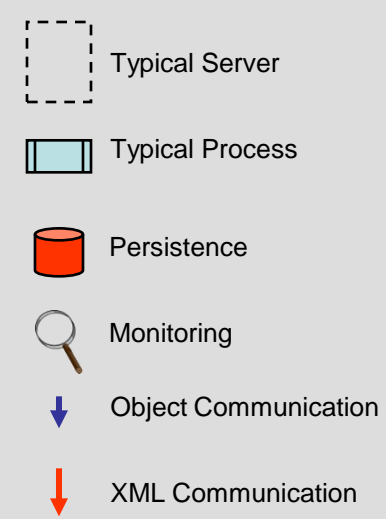 Typical Server
Typical Process
Persistence
Monitoring
Object Communication
XML Communication